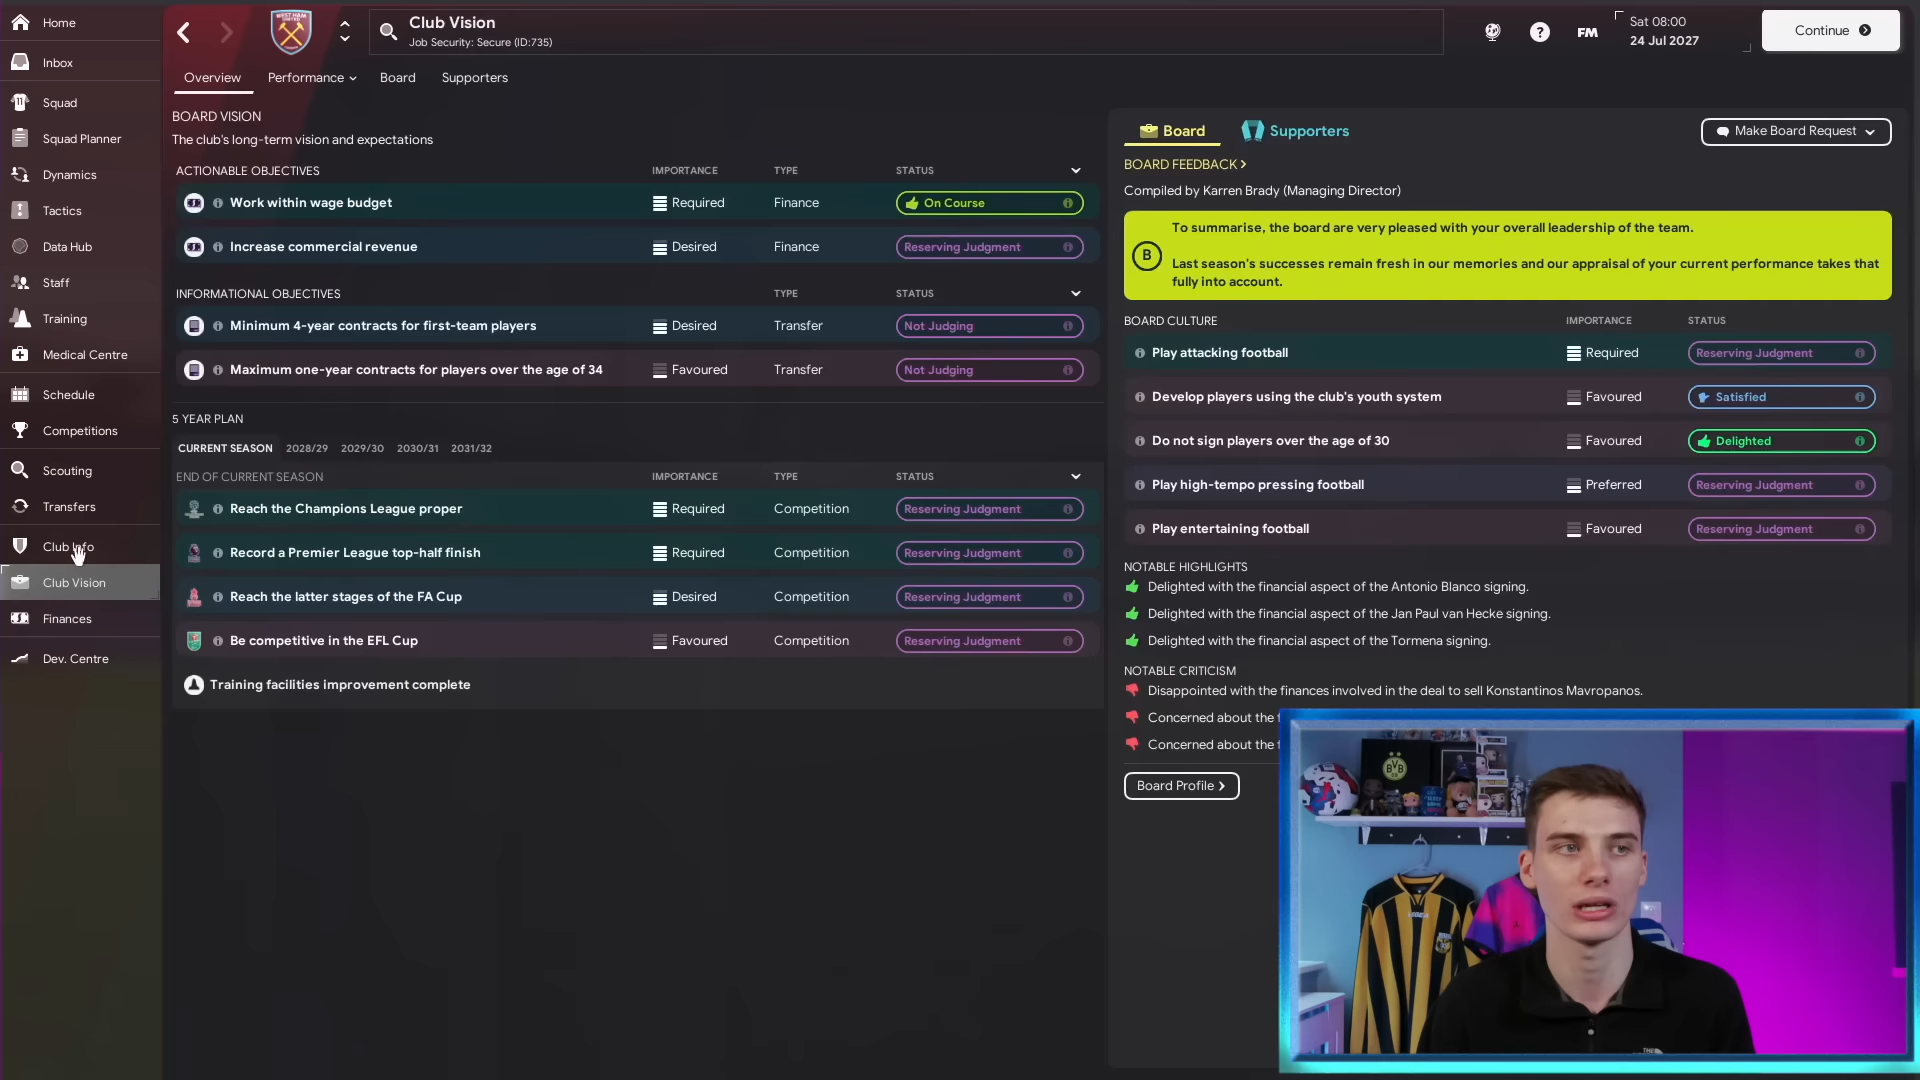 Home
Inbox
Squad
Squad Planner
Dynamics
Tactics
Data Hub
Staff
Training
Medical Centre
Schedule
Competitions
Scouting
Transfers
Club Info
Club Vision
Finances
Dev. Centre
WEST HAM UNITED
Club Vision
Job Security: Secure (ID:735)
FM
Sat 08:00
24 Jul 2027
Continue
Overview Performance Board Supporters
BOARD VISION
The club's long-term vision and expectations
ACTIONABLE OBJECTIVES IMPORTANCE TYPE STATUS
Work within wage budget Required Finance On Course
Increase commercial revenue Desired Finance Reserving Judgment
INFORMATIONAL OBJECTIVES TYPE STATUS
Minimum 4-year contracts for first-team players Desired Transfer Not Judging
Maximum one-year contracts for players over the age of 34 Favoured Transfer Not Judging
5 YEAR PLAN
CURRENT SEASON 2028/29 2029/30 2030/31 2031/32
END OF CURRENT SEASON IMPORTANCE TYPE STATUS
Reach the Champions League proper Required Competition Reserving Judgment
Record a Premier League top-half finish Required Competition Reserving Judgment
Reach the latter stages of the FA Cup Desired Competition Reserving Judgment
Be competitive in the EFL Cup Favoured Competition Reserving Judgment
Training facilities improvement complete
Board Supporters Make Board Request
BOARD FEEDBACK
Compiled by Karren Brady (Managing Director)
B
To summarise, the board are very pleased with your overall leadership of the team.
Last season's successes remain fresh in our memories and our appraisal of your current performance takes that
fully into account.
BOARD CULTURE IMPORTANCE STATUS
Play attacking football Required Reserving Judgment
Develop players using the club's youth system Favoured Satisfied
Do not sign players over the age of 30 Favoured Delighted
Play high-tempo pressing football Preferred Reserving Judgment
Play entertaining football Favoured Reserving Judgment
NOTABLE HIGHLIGHTS
Delighted with the financial aspect of the Antonio Blanco signing.
Delighted with the financial aspect of the Jan Paul van Hecke signing.
Delighted with the financial aspect of the Tormena signing.
NOTABLE CRITICISM
Disappointed with the finances involved in the deal to sell Konstantinos Mavropanos.
Concerned about the
Concerned about the
Board Profile
BVB
09